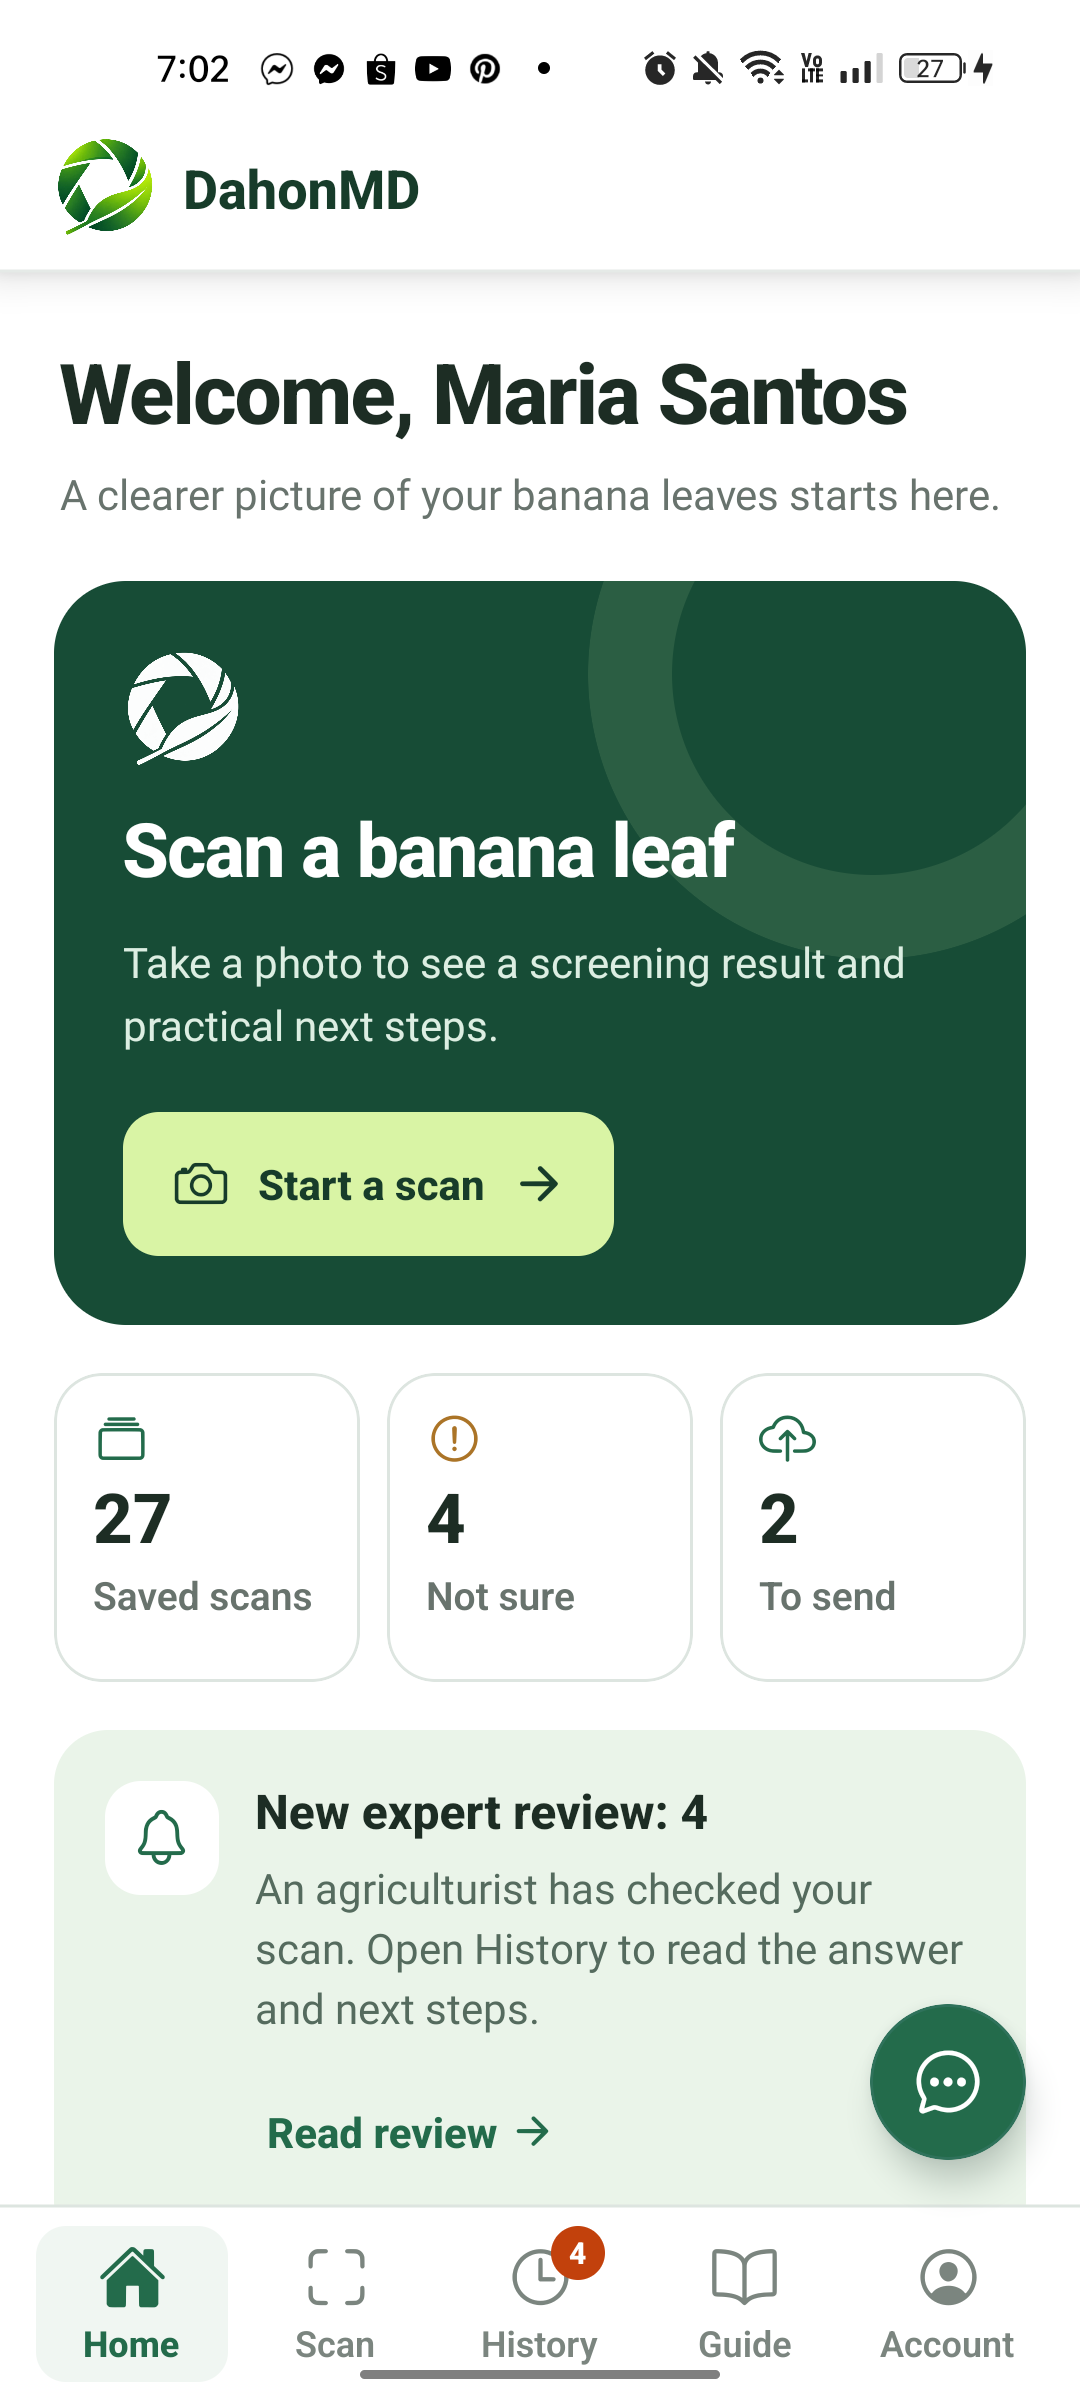 7:02
VoLTE
27
DahonMD
Welcome, Maria Santos
A clearer picture of your banana leaves starts here.
Scan a banana leaf
Take a photo to see a screening result and
practical next steps.
Start a scan
27
Saved scans
4
Not sure
2
To send
New expert review: 4
An agriculturist has checked your
scan. Open History to read the answer
and next steps.
Read review
4
Home
Scan
History
Guide
Account